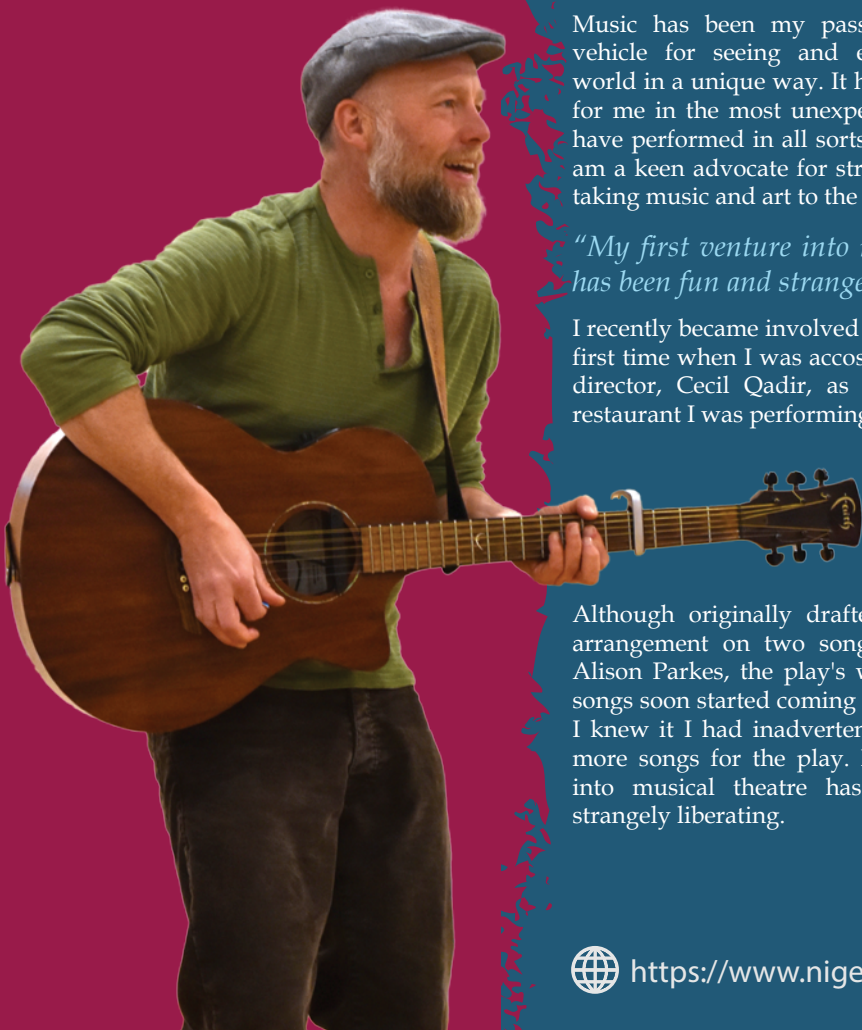 Music has been my pass
vehicle for seeing and e
world in a unique way. It h
for me in the most unexpe
have performed in all sorts
am a keen advocate for str
taking music and art to the
“My first venture into
has been fun and strange
I recently became involved
first time when I was accos
director, Cecil Qadir, as
restaurant I was performing
Although originally drafte
arrangement on two song
Alison Parkes, the play's w
songs soon started coming
I knew it I had inadverten
more songs for the play.
into musical theatre has
strangely liberating.
https://www.nige